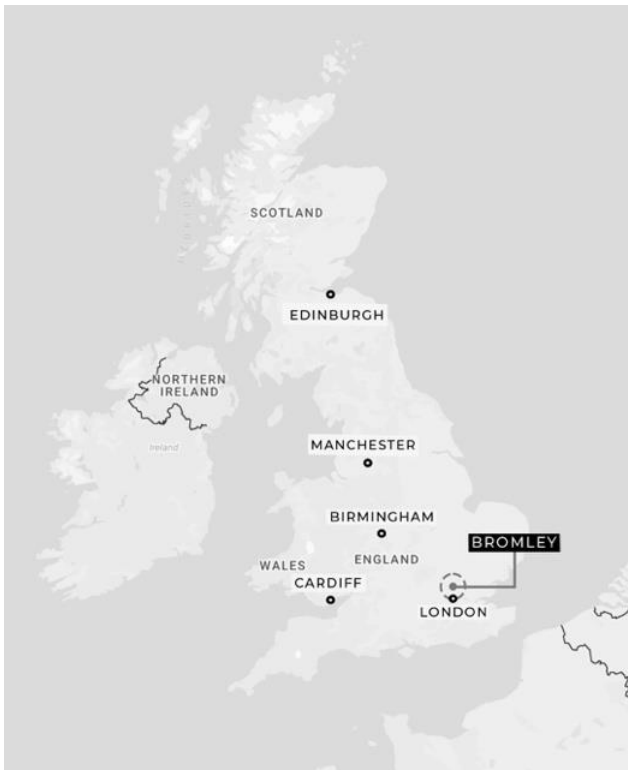 SCOTLAND
EDINBURGH
NORTHERN
IRELAND
Ireland
MANCHESTER
BIRMINGHAM
BROMLEY
ENGLAND
WALES
CARDIFF
LONDON